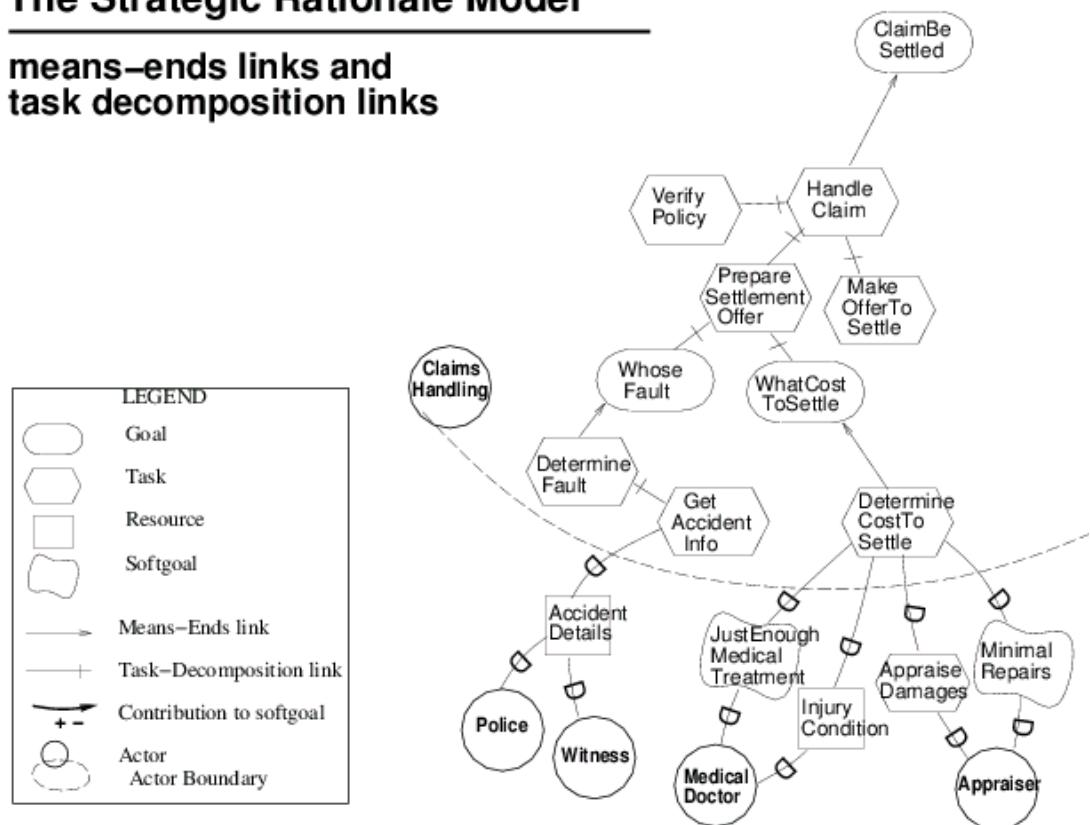 The Strategic Rationale Model
means–ends links and
task decomposition links
ClaimBe
Settled
Verify
Policy
Handle
Claim
Prepare
Settlement
Offer
Make
OfferTo
Settle
Claims
Handling
Whose
Fault
WhatCost
ToSettle
Determine
Fault
Get
Accident
Info
Determine
CostTo
Settle
Accident
Details
JustEnough
Medical
Treatment
Injury
Condition
Appraise
Damages
Minimal
Repairs
Police
Witness
Medical
Doctor
Appraiser
LEGEND
Goal
Task
Resource
Softgoal
Means–Ends link
Task–Decomposition link
Contribution to softgoal
+ –
Actor
Actor Boundary